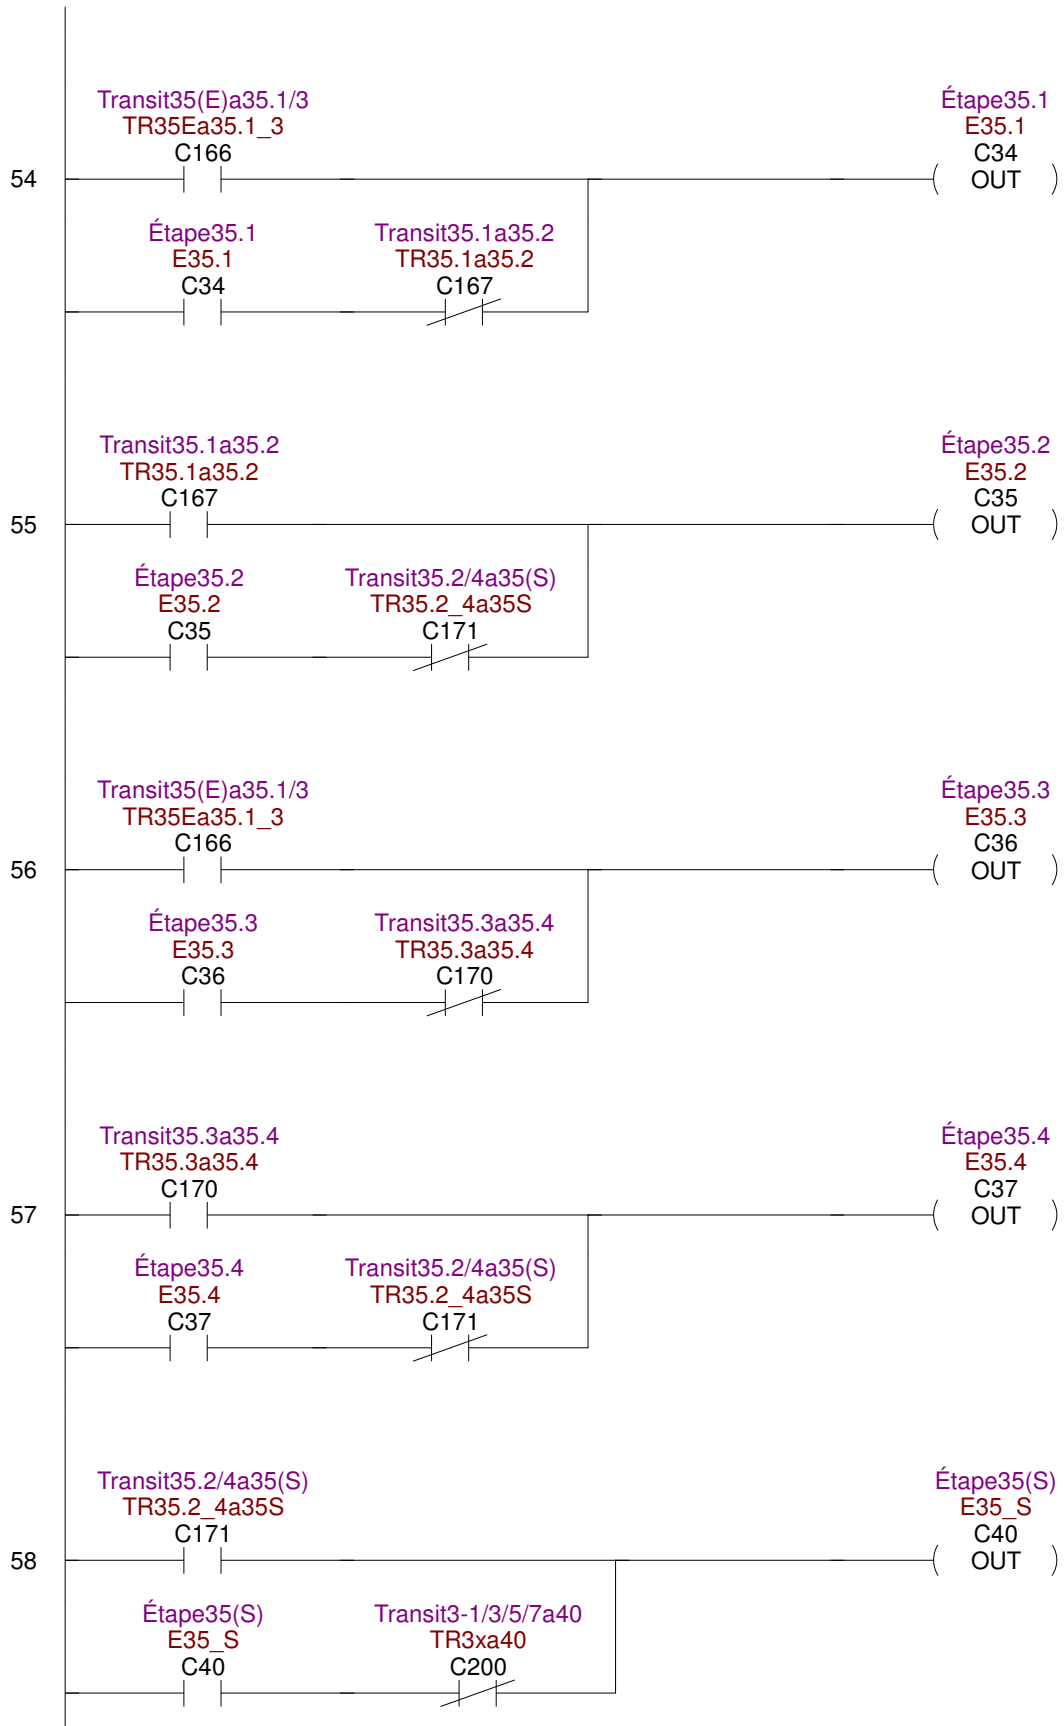 Transit35(E)a35.1/3
TR35Ea35.1_3
C166
Étape35.1
E35.1
C34
54
OUT
Étape35.1
E35.1
C34
Transit35.1a35.2
TR35.1a35.2
C167
Transit35.1a35.2
TR35.1a35.2
C167
Étape35.2
E35.2
C35
55
OUT
Étape35.2
E35.2
C35
Transit35.2/4a35(S)
TR35.2_4a35S
C171
Transit35(E)a35.1/3
TR35Ea35.1_3
C166
Étape35.3
E35.3
C36
56
OUT
Étape35.3
E35.3
C36
Transit35.3a35.4
TR35.3a35.4
C170
Transit35.3a35.4
TR35.3a35.4
C170
Étape35.4
E35.4
C37
57
OUT
Étape35.4
E35.4
C37
Transit35.2/4a35(S)
TR35.2_4a35S
C171
Transit35.2/4a35(S)
TR35.2_4a35S
C171
Étape35(S)
E35_S
C40
58
OUT
Étape35(S)
E35_S
C40
Transit3-1/3/5/7a40
TR3xa40
C200